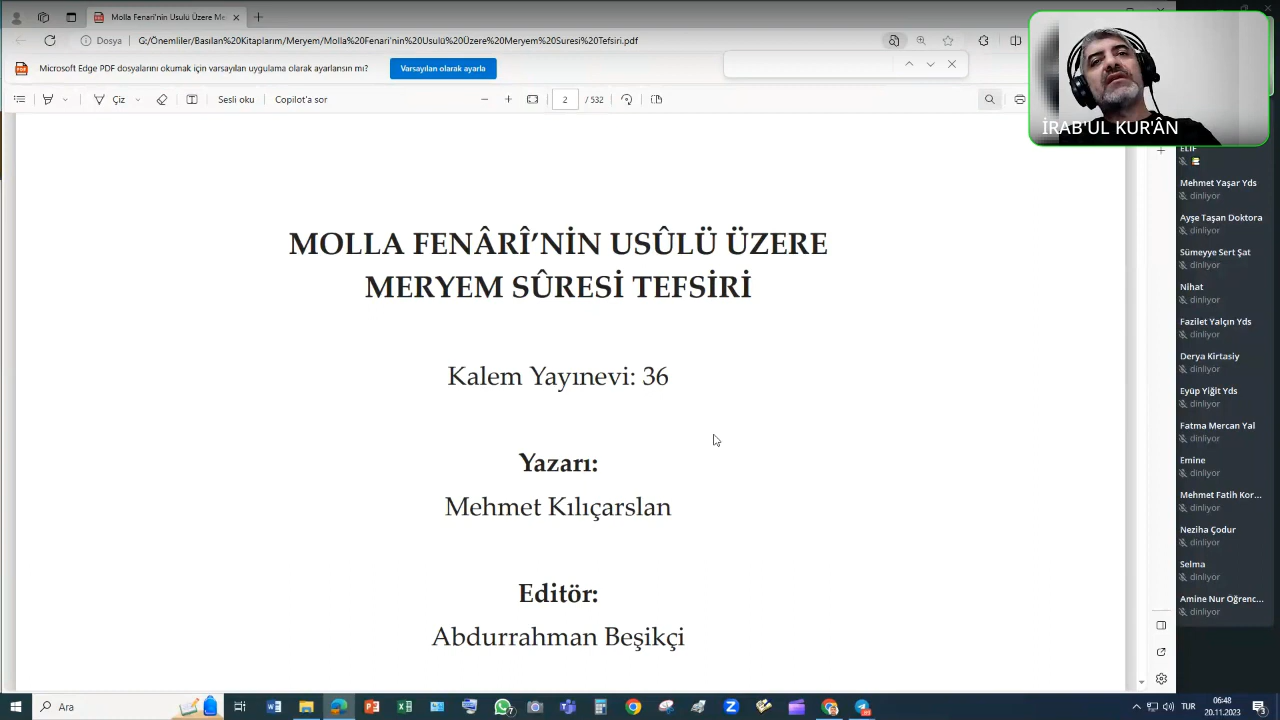 Molla Fenari'nin Usulü Üzere Me
Dosya
G:/Önemliler/Basılan%20Kitaplarım/Meryem
20Fenari'nin%20Usulü%20Üzere%20Meryem%20Suresi%20Tefsiri.pdf
Microsoft Edge PDF dosyalarını okumak için varsayılan uygulama olarak ayarlansın mı?
Varsayılan olarak ayarla
Çiz
Sesli oku
Copilot'a sor
2
/ 532
MOLLA FENÂRÎ'NİN USÛLÜ ÜZERE
MERYEM SÛRESİ TEFSİRİ
Kalem Yayınevi: 36
Yazarı:
Mehmet Kılıçarslan
Editör:
Abdurrahman Beşikçi
İRAB'UL KUR'ÂN
ELİF
Mehmet Yaşar Yds
dinliyor
Ayşe Taşan Doktora
dinliyor
Sümeyye Sert Şat
dinliyor
Nihat
dinliyor
Fazilet Yalçın Yds
dinliyor
Derya Kirtasiy
dinliyor
Eyüp Yiğit Yds
dinliyor
Fatma Mercan Yal
dinliyor
Emine
dinliyor
Mehmet Fatih Kor...
dinliyor
Neziha Çodur
dinliyor
Selma
dinliyor
Amine Nur Öğrenc...
dinliyor
Ara
TUR
06:48
20.11.2023